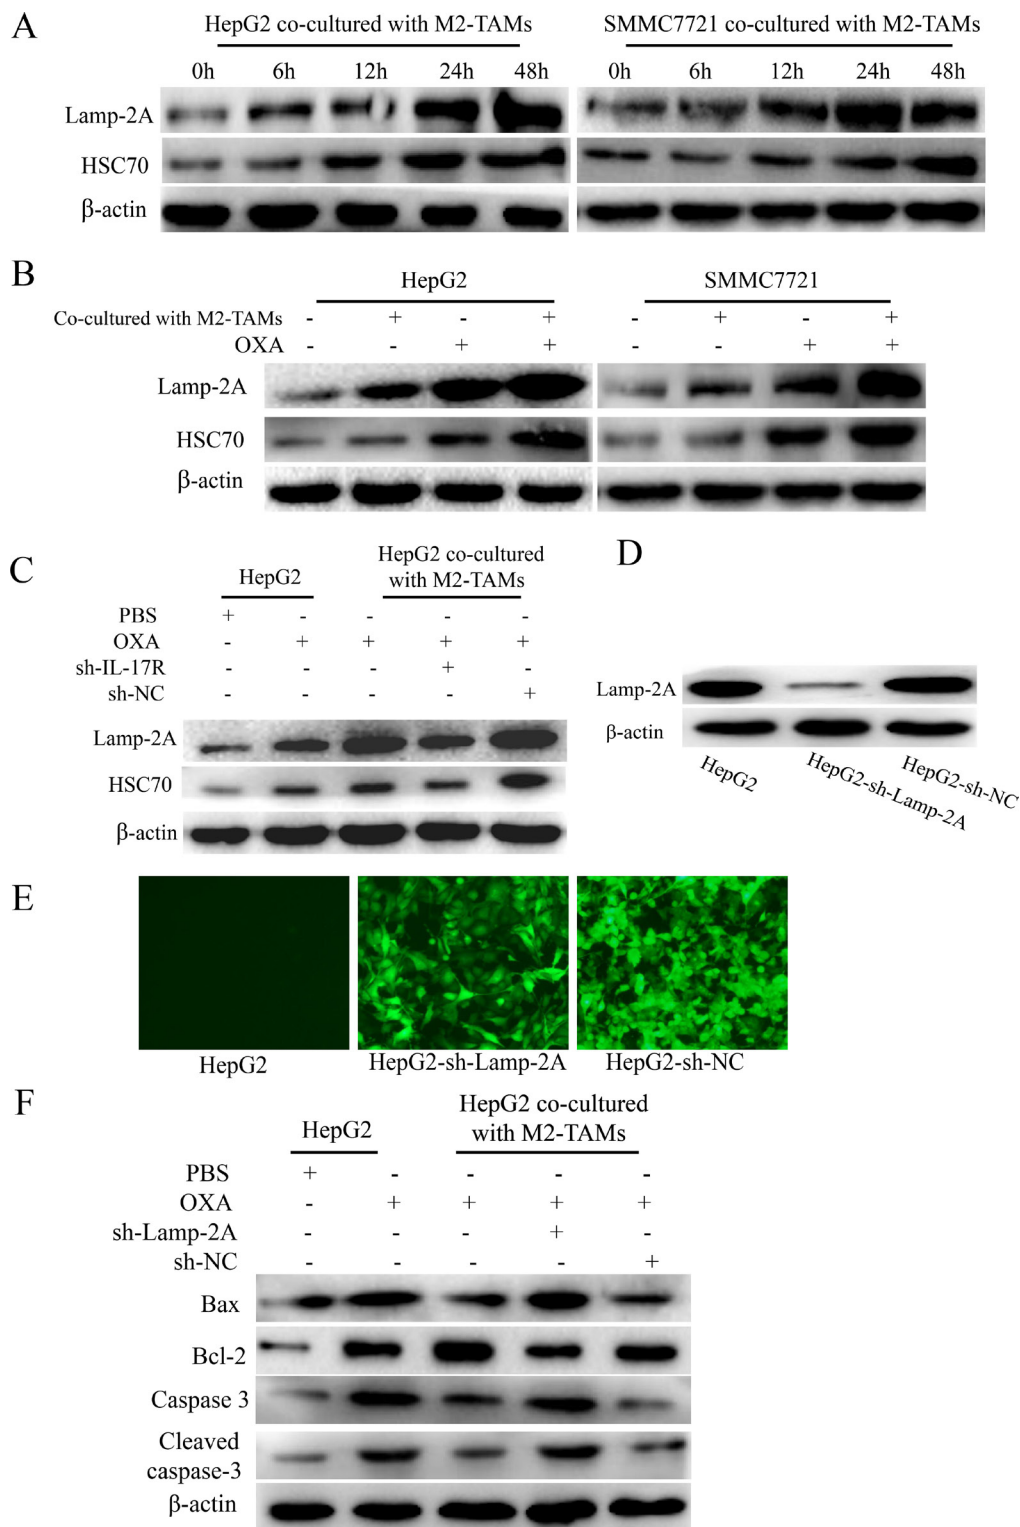 A
HepG2 co-cultured with M2-TAMs
SMMC7721 co-cultured with M2-TAMs
0h 6h 12h 24h 48h 0h 6h 12h 24h 48h
Lamp-2A
HSC70
β-actin
B
HepG2 SMMC7721
Co-cultured with M2-TAMs - + - + - + - +
OXA - - + + - - + +
Lamp-2A
HSC70
β-actin
C
HepG2
HepG2 co-cultured
with M2-TAMs
PBS + - - - -
OXA - + + + +
sh-IL-17R - - - + -
sh-NC - - - - +
Lamp-2A
HSC70
β-actin
D
Lamp-2A
β-actin
HepG2
HepG2-sh-Lamp-2A
HepG2-sh-NC
E
HepG2 HepG2-sh-Lamp-2A HepG2-sh-NC
F
HepG2
HepG2 co-cultured
with M2-TAMs
PBS + - - - -
OXA - + + + +
sh-Lamp-2A - - - + -
sh-NC - - - - +
Bax
Bcl-2
Caspase 3
Cleaved
caspase-3
β-actin